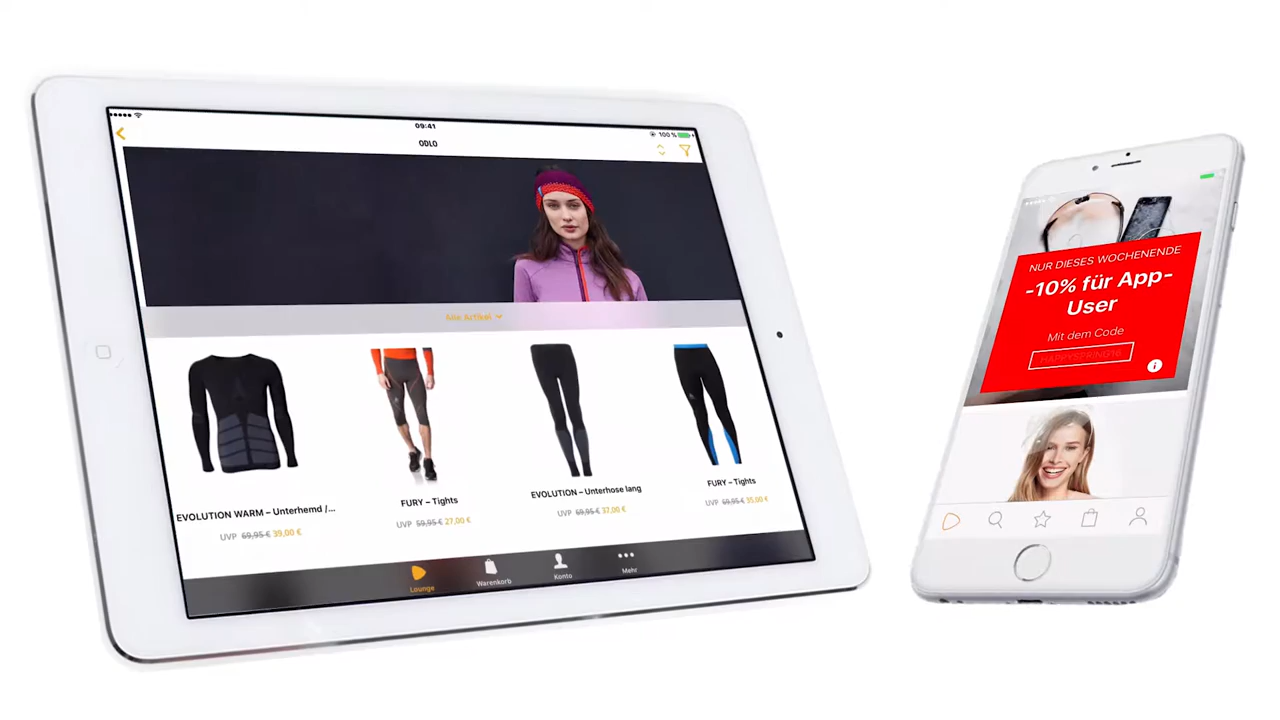 09:41
100 %
ODLO
Alle Artikel
EVOLUTION WARM – Unterhemd /...
UVP 69,95 € 39,00 €
FURY – Tights
UVP 59,95 € 27,00 €
EVOLUTION – Unterhose lang
UVP 69,95 € 37,00 €
FURY – Tights
UVP 69,95 € 35,00 €
Lounge
Warenkorb
Konto
Mehr
NUR DIESES WOCHENENDE
-10% für App-
User
Mit dem Code
HAPPYSPRING16